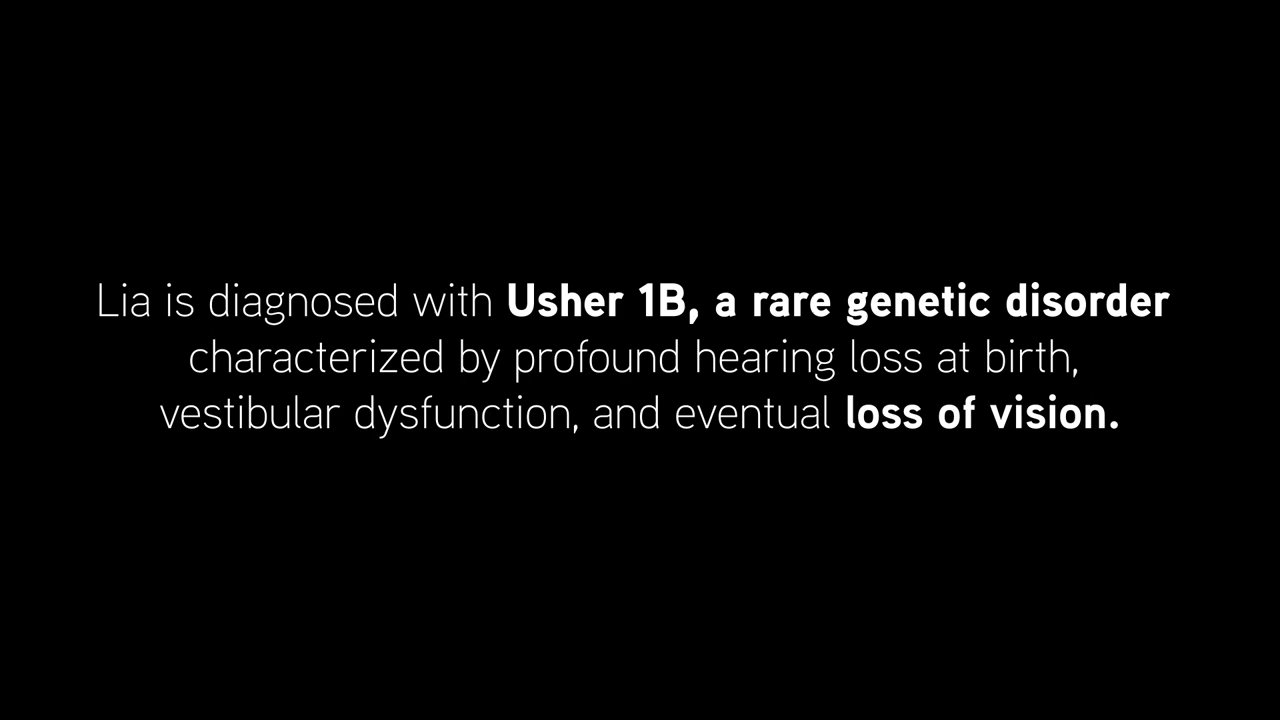 Lia is diagnosed with Usher 1B, a rare genetic disorder
characterized by profound hearing loss at birth,
vestibular dysfunction, and eventual loss of vision.